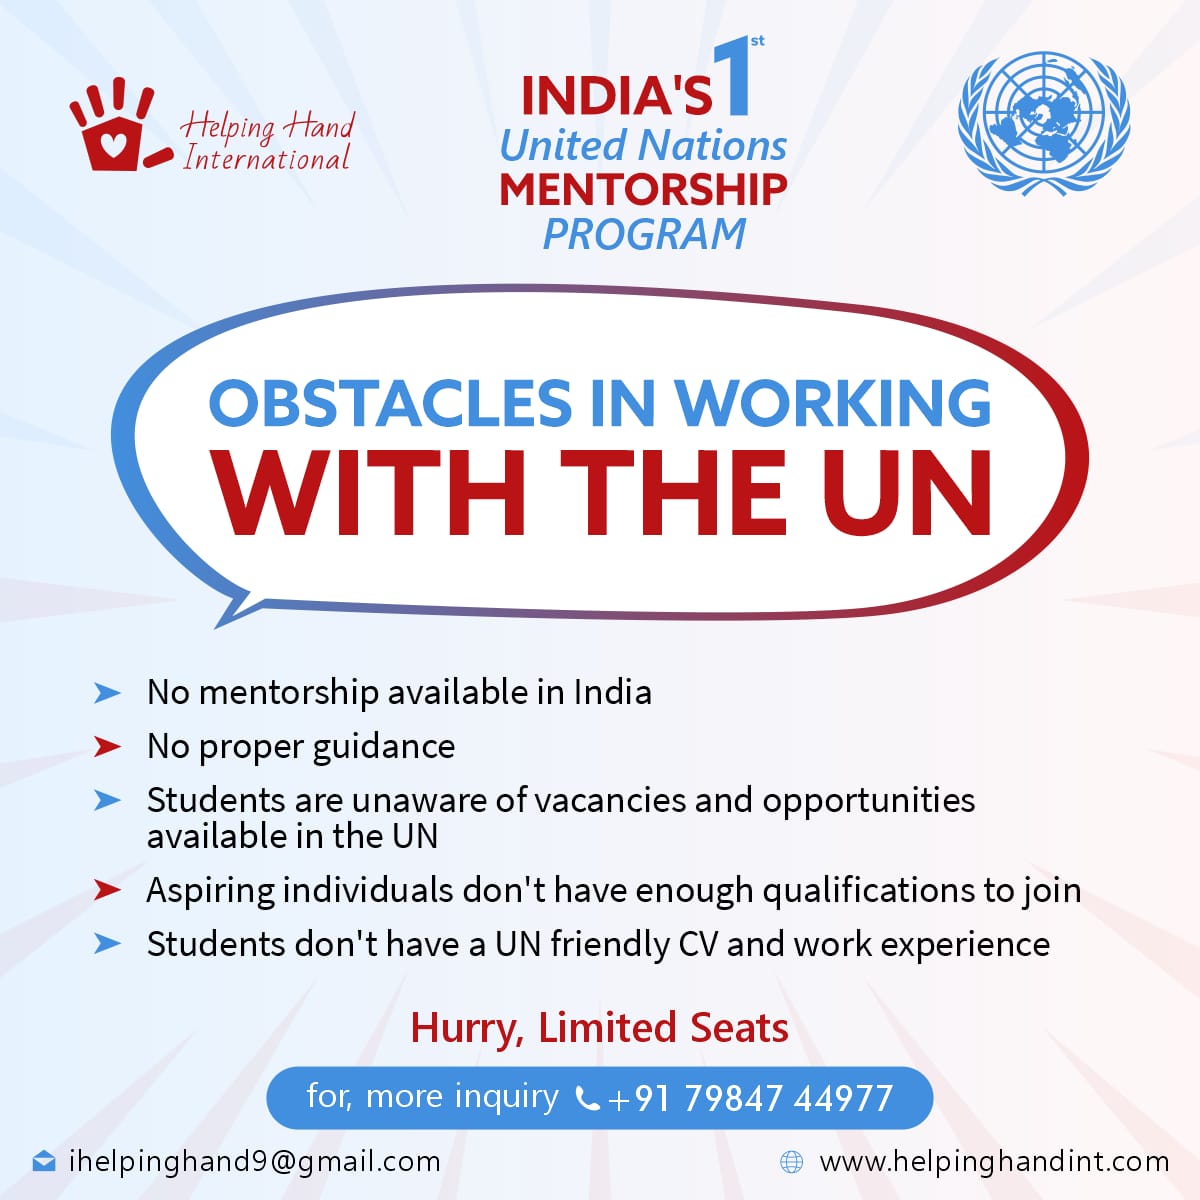 Helping Hand
International
INDIA'S 1st
United Nations
MENTORSHIP
PROGRAM
OBSTACLES IN WORKING
WITH THE UN
No mentorship available in India
No proper guidance
Students are unaware of vacancies and opportunities
available in the UN
Aspiring individuals don't have enough qualifications to join
Students don't have a UN friendly CV and work experience
Hurry, Limited Seats
for, more inquiry +91 79847 44977
ihelpinghand9@gmail.com
www.helpinghandint.com